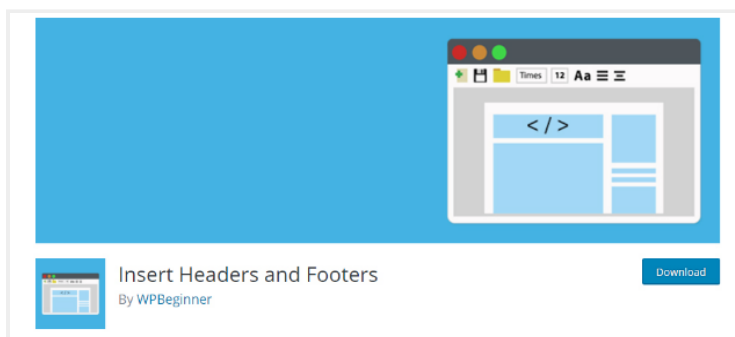 Times 12 Aa
</>
Insert Headers and Footers
Download
By WPBeginner